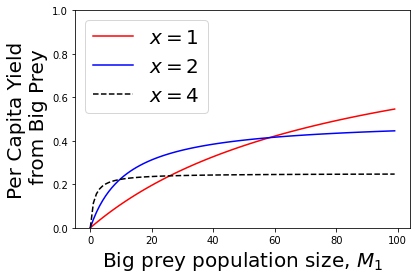 1.0
0.8
0.6
0.4
0.2
0.0
Per Capita Yield
from Big Prey
x = 1
x = 2
x = 4
0 20 40 60 80 100
Big prey population size, M₁